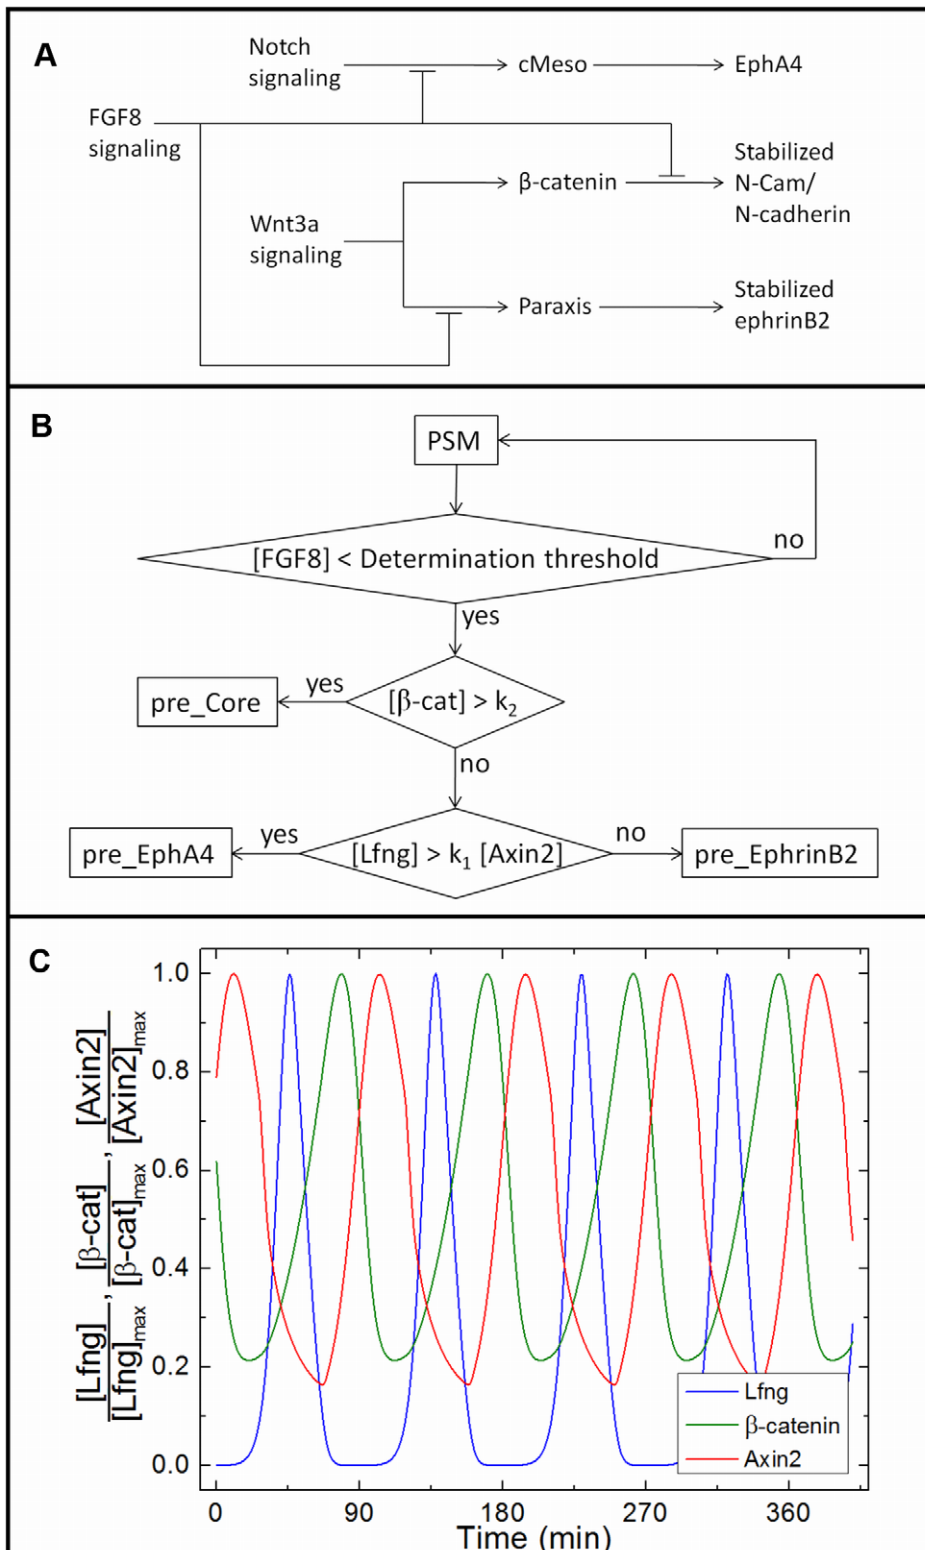 A
Notch
signaling
cMeso
EphA4
FGF8
signaling
Stabilized
N-Cam/
N-cadherin
β-catenin
Wnt3a
signaling
Paraxis
Stabilized
ephrinB2
B
PSM
[FGF8] < Determination threshold
no
yes
[β-cat] > k₂
yes
pre_Core
no
[Lfng] > k₁ [Axin2]
yes
no
pre_EphA4
pre_EphrinB2
C
[Lfng]/[Lfng]max , [β-cat]/[β-cat]max , [Axin2]/[Axin2]max
1.0
0.8
0.6
0.4
0.2
0.0
Lfng
β-catenin
Axin2
0 90 180 270 360
Time (min)